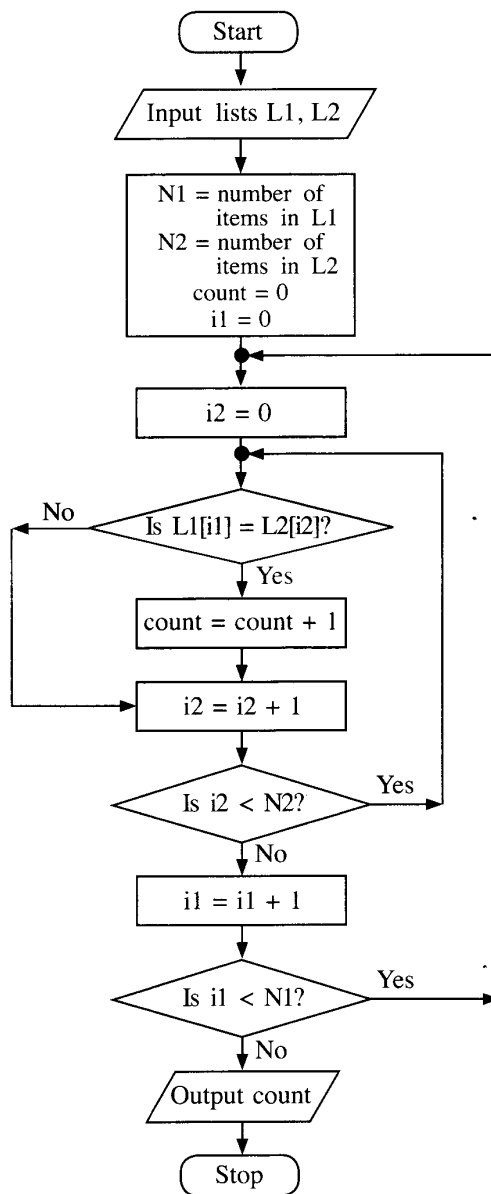 Start
Input lists L1, L2
N1 = number of
items in L1
N2 = number of
items in L2
count = 0
i1 = 0
i2 = 0
Is L1[i1] = L2[i2]?
No
Yes
count = count + 1
i2 = i2 + 1
Is i2 < N2?
Yes
No
i1 = i1 + 1
Is i1 < N1?
Yes
No
Output count
Stop